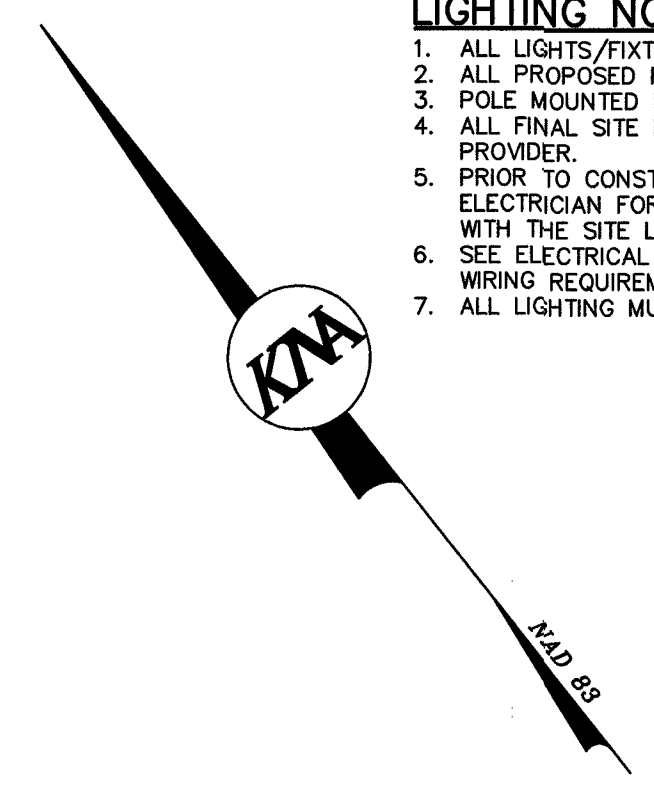 LIGHTING NO
1. ALL LIGHTS/FIXT
2. ALL PROPOSED
3. POLE MOUNTED
4. ALL FINAL SITE
PROVIDER.
5. PRIOR TO CONST
ELECTRICIAN FOR
WITH THE SITE L
6. SEE ELECTRICAL
WIRING REQUIREM
7. ALL LIGHTING MU
KNA
NAD 83